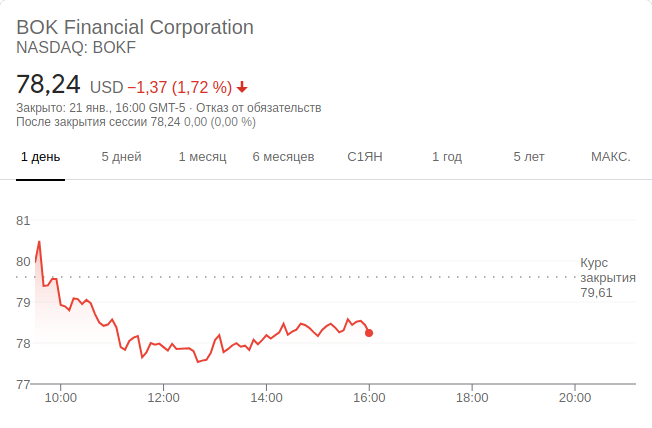 BOK Financial Corporation
NASDAQ: BOKF
78,24 USD −1,37 (1,72 %)
Закрыто: 21 янв., 16:00 GMT-5 · Отказ от обязательств
После закрытия сессии 78,24 0,00 (0,00 %)
1 день 5 дней 1 месяц 6 месяцев С1ЯН 1 год 5 лет МАКС.
81
80
79
78
77
Курс
закрытия
79,61
10:00 12:00 14:00 16:00 18:00 20:00